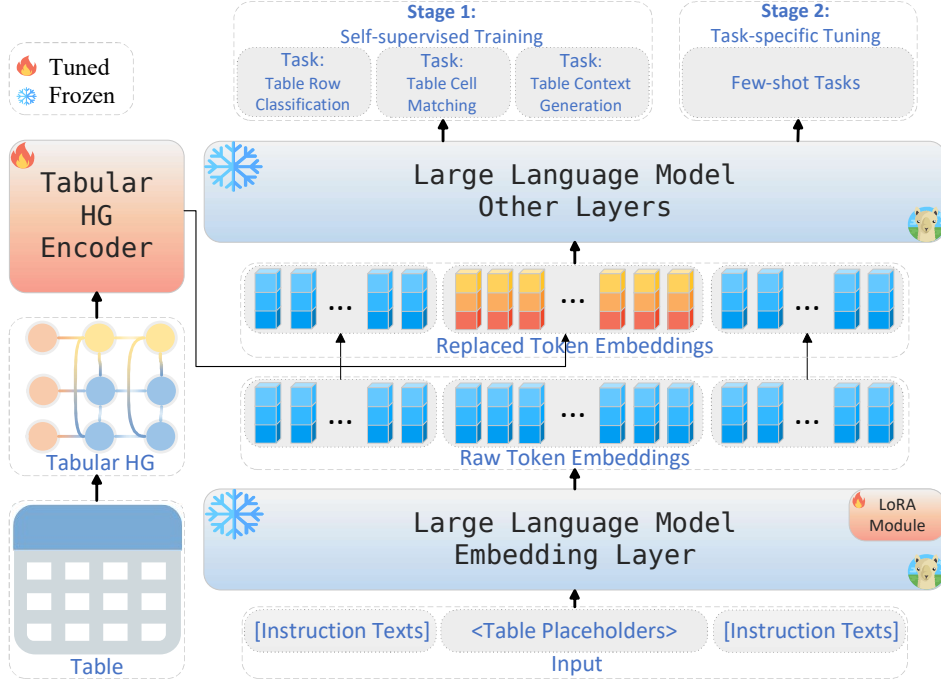 Tuned
Frozen
Stage 1:
Self-supervised Training
Task:
Table Row
Classification
Task:
Table Cell
Matching
Task:
Table Context
Generation
Stage 2:
Task-specific Tuning
Few-shot Tasks
Tabular
HG
Encoder
Large Language Model
Other Layers
...
...
...
Replaced Token Embeddings
...
...
...
Raw Token Embeddings
Tabular HG
Large Language Model
Embedding Layer
LoRA
Module
Table
[Instruction Texts]
<Table Placeholders>
[Instruction Texts]
Input